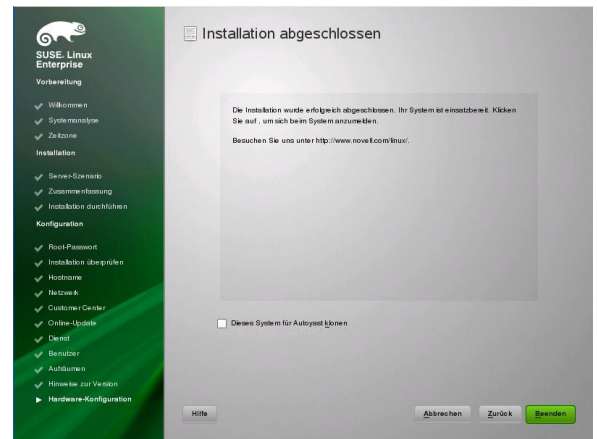 SUSE. Linux
Enterprise
Vorbereitung
Willkommen
Systemanalyse
Zeitzone
Installation
Server-Szenario
Zusammenfassung
Installation durchführen
Konfiguration
Root-Passwort
Installation überprüfen
Hostname
Netzwerk
Customer Center
Online-Update
Dienst
Benutzer
Aufräumen
Hinweise zur Version
Hardware-Konfiguration
Installation abgeschlossen
Die Installation wurde erfolgreich abgeschlossen. Ihr System ist einsatzbereit. Klicken
Sie auf , um sich beim System anzumelden.
Besuchen Sie uns unter http://www.novell.com/linux/.
Dieses System für Autoyast klonen
Hilfe
Abbrechen
Zurück
Beenden